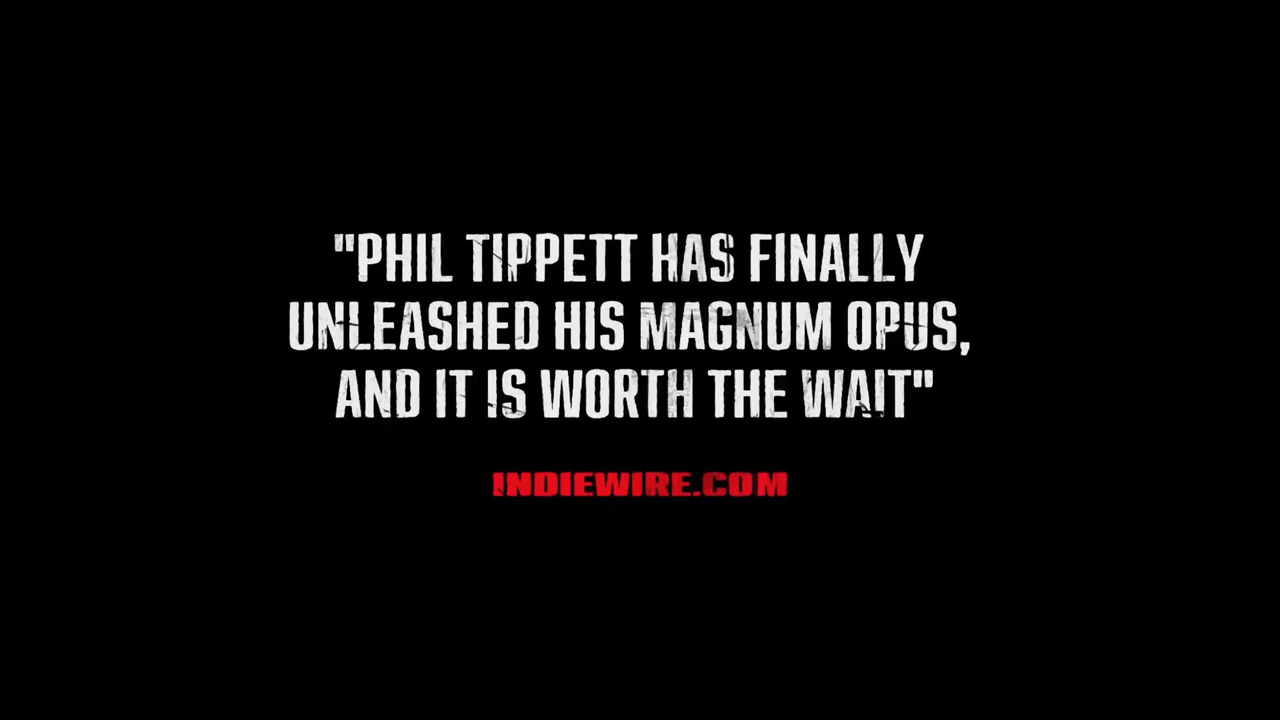 "PHIL TIPPETT HAS FINALLY
UNLEASHED HIS MAGNUM OPUS,
AND IT IS WORTH THE WAIT"
INDIEWIRE.COM